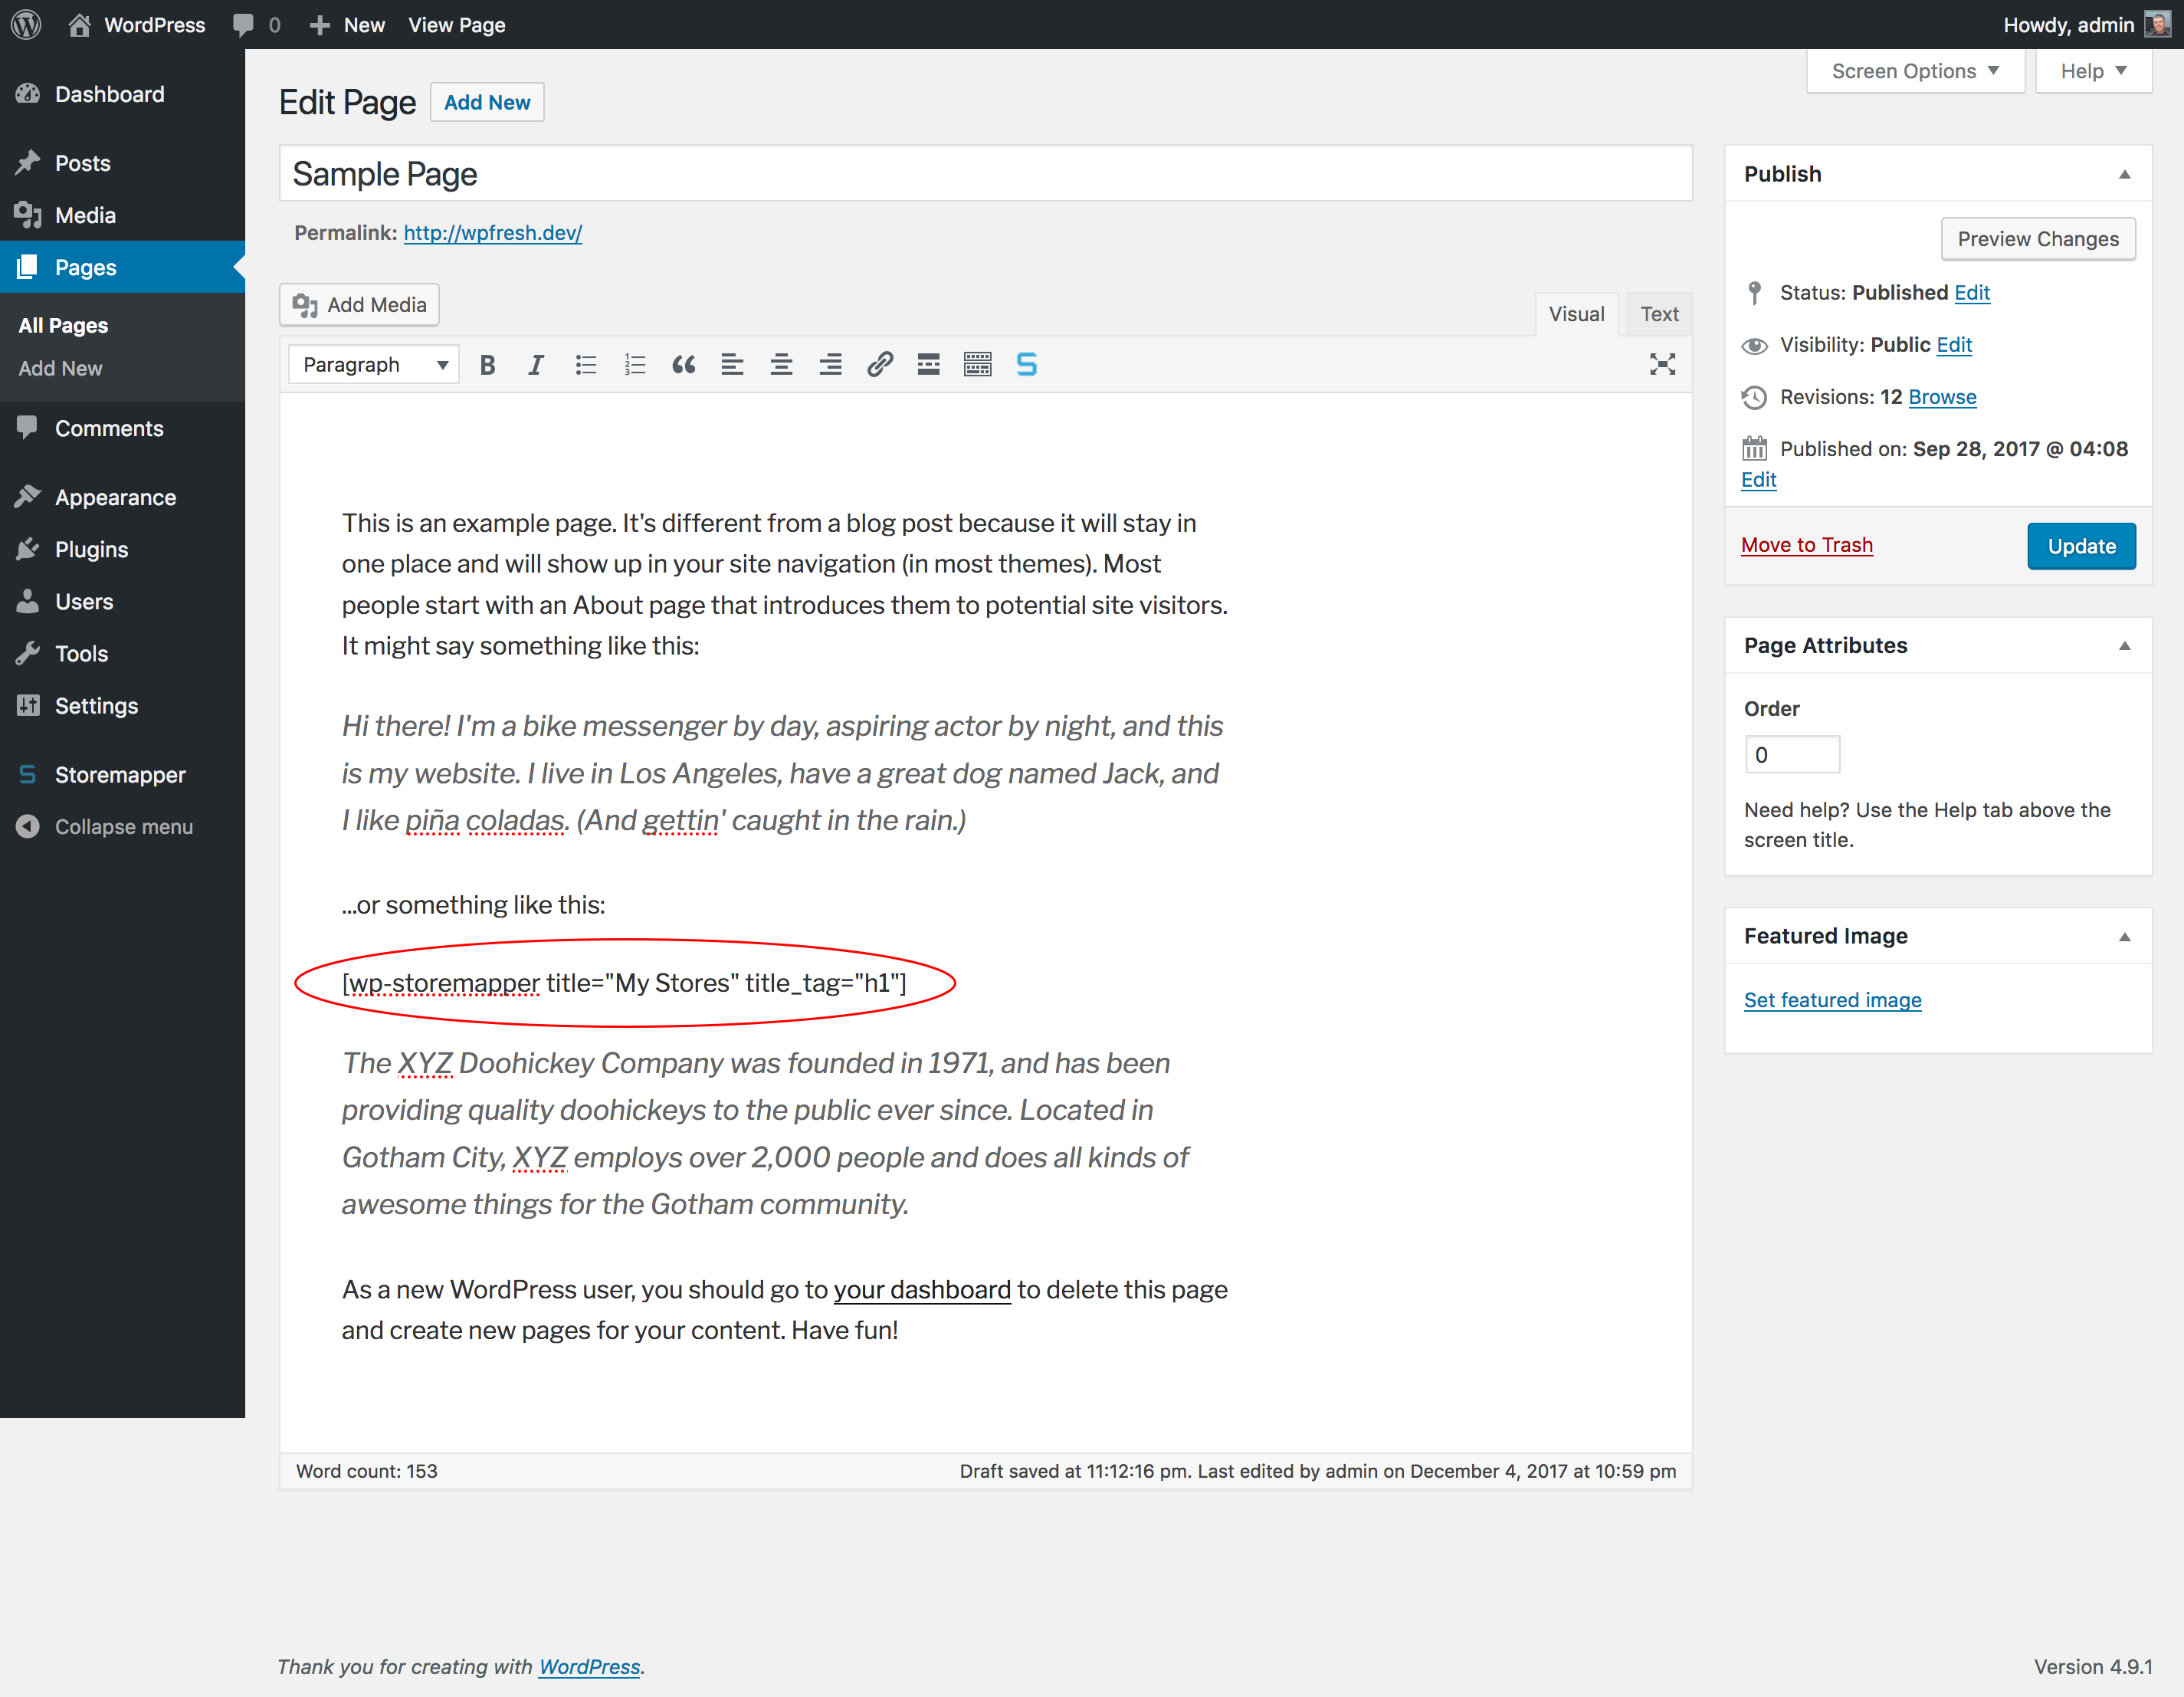 WordPress
0
New
View Page
Howdy, admin
Dashboard
Posts
Media
Pages
All Pages
Add New
Comments
Appearance
Plugins
Users
Tools
Settings
Storemapper
Collapse menu
Screen Options
Help
Edit Page
Add New
Sample Page
Permalink: http://wpfresh.dev/
Add Media
Visual
Text
Paragraph
This is an example page. It's different from a blog post because it will stay in
one place and will show up in your site navigation (in most themes). Most
people start with an About page that introduces them to potential site visitors.
It might say something like this:
Hi there! I'm a bike messenger by day, aspiring actor by night, and this
is my website. I live in Los Angeles, have a great dog named Jack, and
I like piña coladas. (And gettin' caught in the rain.)
...or something like this:
[wp-storemapper title="My Stores" title_tag="h1"]
The XYZ Doohickey Company was founded in 1971, and has been
providing quality doohickeys to the public ever since. Located in
Gotham City, XYZ employs over 2,000 people and does all kinds of
awesome things for the Gotham community.
As a new WordPress user, you should go to your dashboard to delete this page
and create new pages for your content. Have fun!
Word count: 153
Draft saved at 11:12:16 pm. Last edited by admin on December 4, 2017 at 10:59 pm
Publish
Preview Changes
Status: Published Edit
Visibility: Public Edit
Revisions: 12 Browse
Published on: Sep 28, 2017 @ 04:08
Edit
Move to Trash
Update
Page Attributes
Order
0
Need help? Use the Help tab above the
screen title.
Featured Image
Set featured image
Thank you for creating with WordPress.
Version 4.9.1